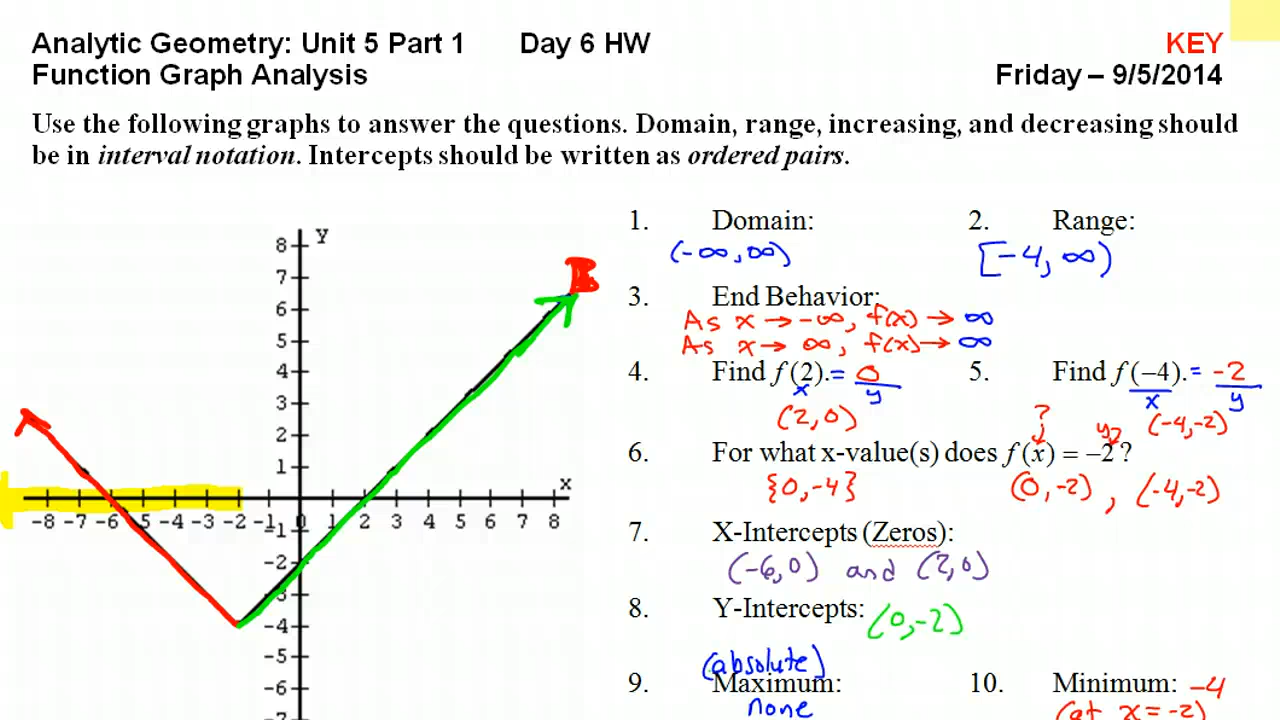 Analytic Geometry: Unit 5 Part 1 Day 6 HW KEY
Function Graph Analysis Friday – 9/5/2014
Use the following graphs to answer the questions. Domain, range, increasing, and decreasing should
be in interval notation. Intercepts should be written as ordered pairs.
1. Domain: 2. Range:
(-∞, ∞) [-4, ∞)
3. End Behavior:
As x → -∞, f(x) → ∞
As x → ∞, f(x) → ∞
4. Find f(2). = 0 5. Find f(−4). = -2
x y x y
(2, 0) ? y? (-4, -2)
6. For what x-value(s) does f(x) = −2?
{0, -4} (0, -2), (-4, -2)
7. X-Intercepts (Zeros):
(-6, 0) and (2, 0)
8. Y-Intercepts: (0, -2)
(absolute)
9. Maximum: 10. Minimum: -4
none (at x = -2)
Y
8
7
6
5
4
3
2
1
x
-8 -7 -6 -5 -4 -3 -2 -1 0 1 2 3 4 5 6 7 8
-1
-2
-3
-4
-5
-6
-7